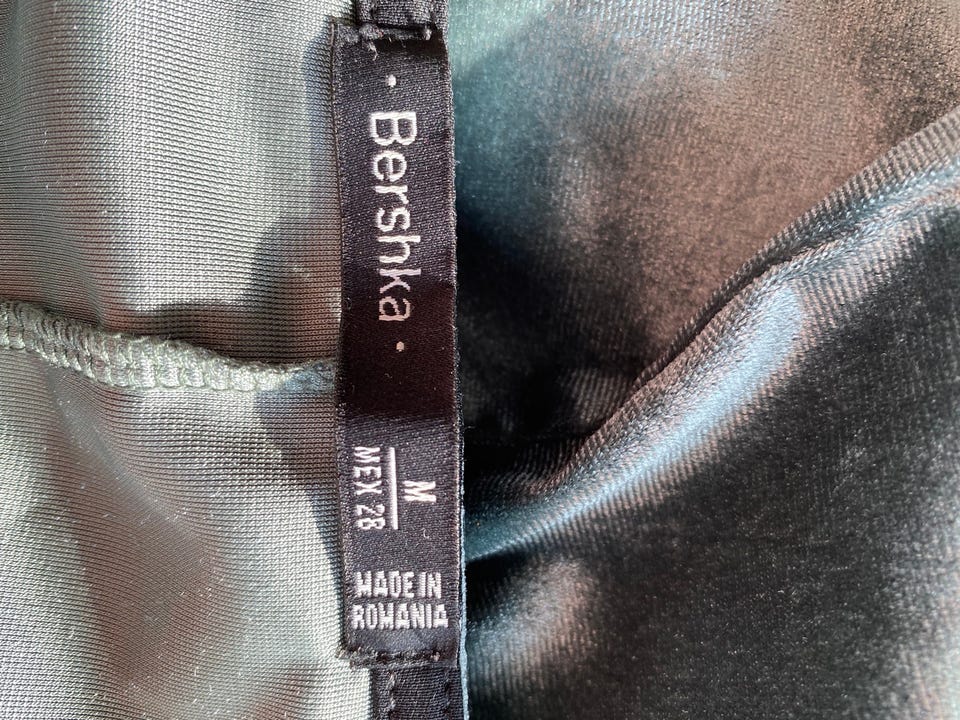 · Bershka ·
M
MEX 28
MADE IN
ROMANIA